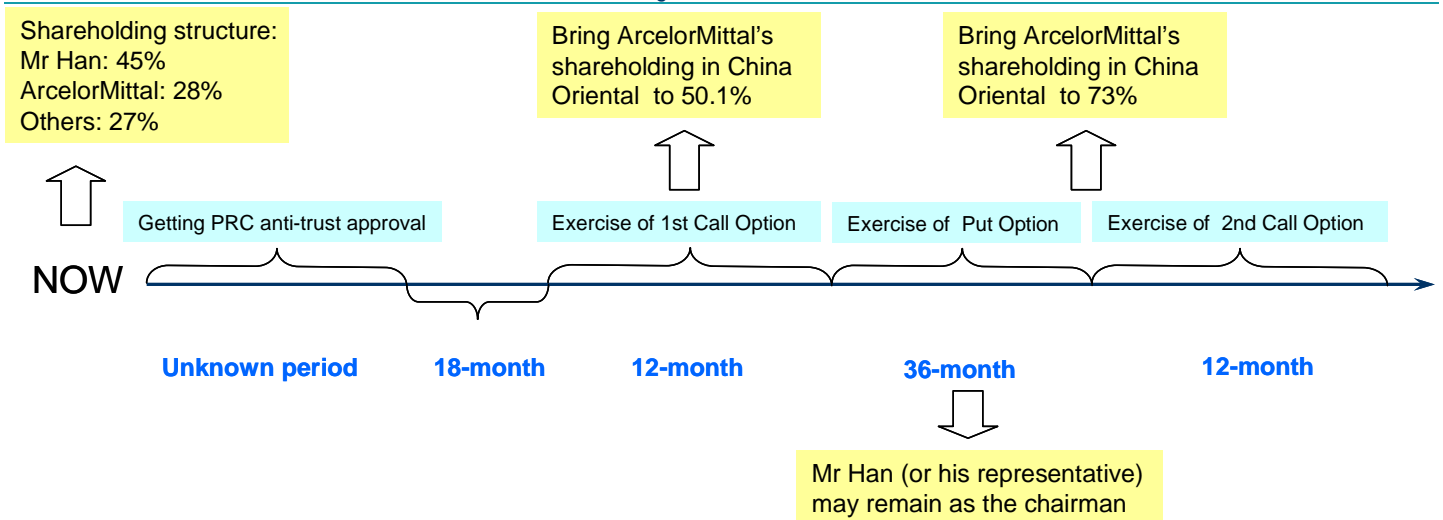 Shareholding structure:
Mr Han: 45%
ArcelorMittal: 28%
Others: 27%
Bring ArcelorMittal's
shareholding in China
Oriental to 50.1%
Bring ArcelorMittal's
shareholding in China
Oriental to 73%
Getting PRC anti-trust approval
Exercise of 1st Call Option
Exercise of Put Option
Exercise of 2nd Call Option
NOW
Unknown period
18-month
12-month
36-month
12-month
Mr Han (or his representative)
may remain as the chairman